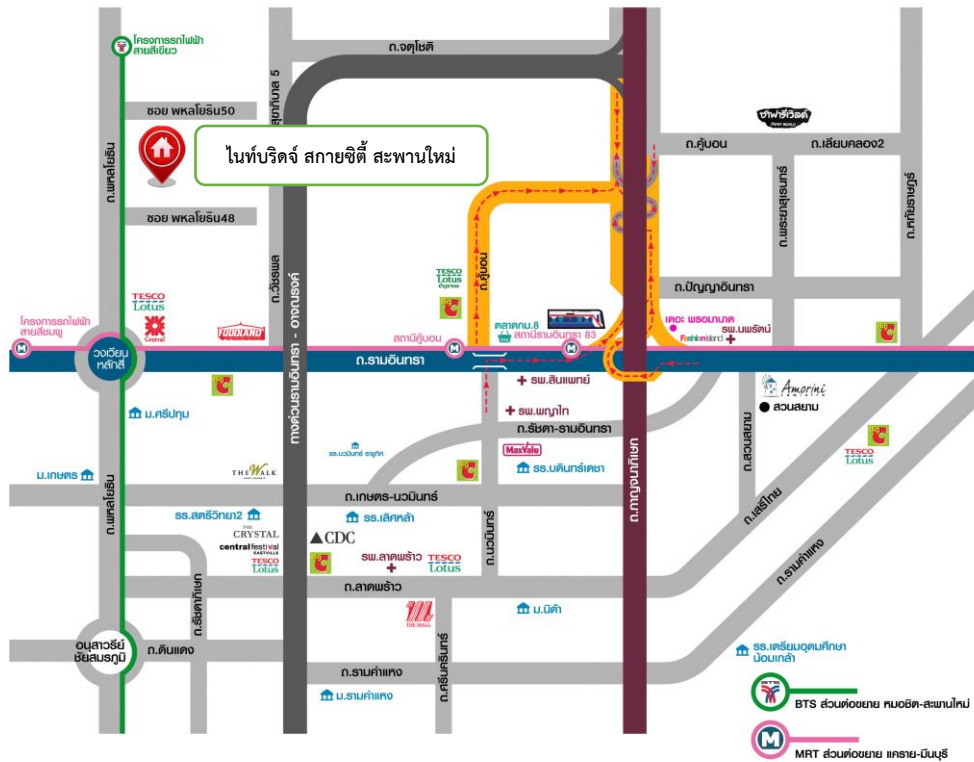 โครงการรถไฟฟ้า
สายสีเขียว
ถ.จตุโชติ
สุขาภิบาล 5
ซอย พหลโยธิน50
ถ.พหลโยธิน
ไนท์บริดจ์ สกายซิตี้ สะพานใหม่
ซอย พหลโยธิน48
ถ.วัชรพล
ซาฟารีเวิลด์
ถ.คู้บอน
ถ.เลียบคลอง2
ถ.พระยาสุเรนทร์
ถ.หทัยราษฎร์
ถ.คู้บอน
ถ.ปัญญาอินทรา
TESCO
Lotus
Express
TESCO
Lotus
Central
FOODLAND
โครงการรถไฟฟ้า
สายสีชมพู
M
วงเวียน
หลักสี่
ถ.รามอินทรา
สถานีคู้บอน
M
ตลาดกม.8
สถานีรามอินทรา 83
M
เดอะ พรอมานาด
รพ.นพรัตน์
Fashion Island
ทางด่วนรามอินทรา - อาจณรงค์
ถ.กาญจนาภิเษก
ม.ศรีปทุม
รพ.สินแพทย์
รพ.พญาไท
ถ.รัชดา-รามอินทรา
Amorini
สวนสยาม
ถ.สวนสยาม
รร.นวมินทร์ ราชูทิศ
MaxValu
รร.บดินทร์เดชา
TESCO
Lotus
ม.เกษตร
ถ.พหลโยธิน
THE WALK
ถ.เกษตร-นวมินทร์
ถ.เสรีไทย
รร.สตรีวิทยา2
รร.เลิศหล้า
THE
CRYSTAL
centralfestival
EASTVILLE
TESCO
Lotus
CDC
รพ.ลาดพร้าว
TESCO
Lotus
ถ.นวมินทร์
ถ.รามคำแหง
ถ.ลาดพร้าว
ถ.รัชดาภิเษก
THE MALL
ม.นิด้า
อนุสาวรีย์
ชัยสมรภูมิ
ถ.ดินแดง
ถ.ศรีนครินทร์
ถ.รามคำแหง
ม.รามคำแหง
รร.เตรียมอุดมศึกษา
น้อมเกล้า
BTS
BTS ส่วนต่อขยาย หมอชิต-สะพานใหม่
M
MRT ส่วนต่อขยาย แคราย-มีนบุรี